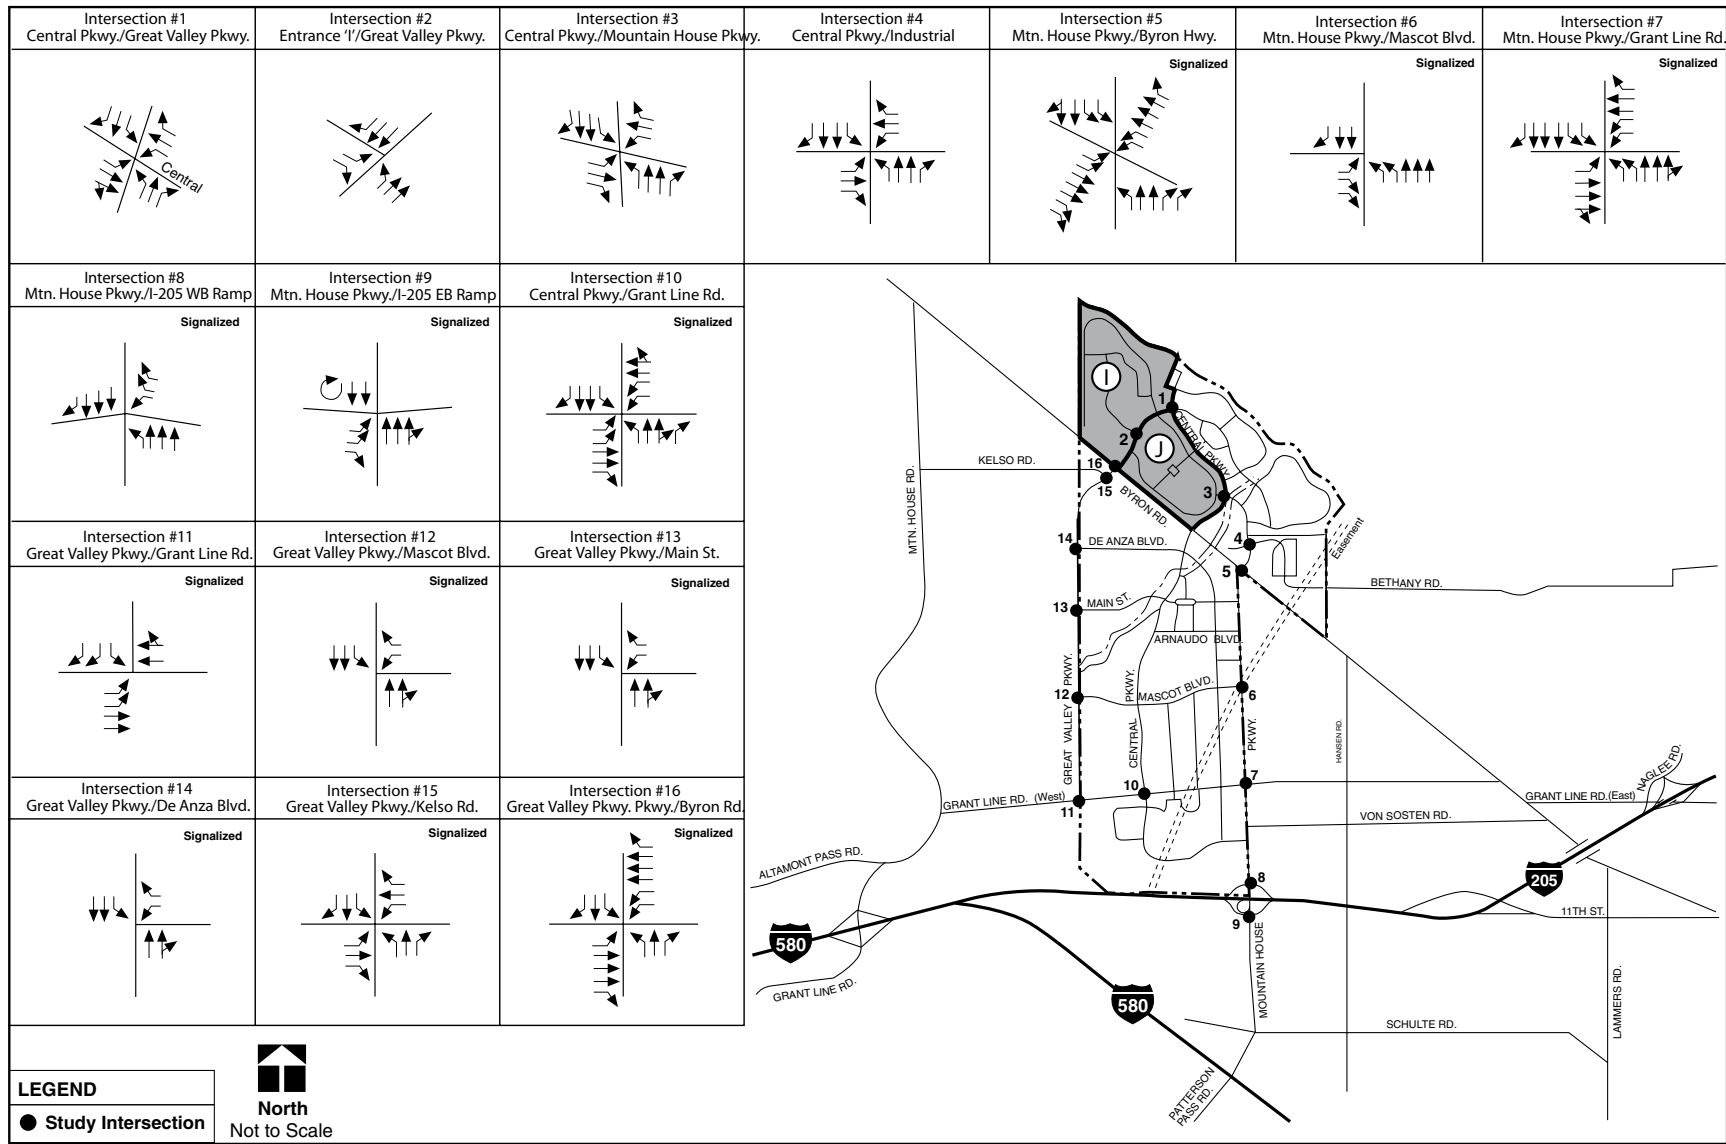 Intersection #1
Central Pkwy./Great Valley Pkwy.
Intersection #2
Entrance ‘I’/Great Valley Pkwy.
Intersection #3
Central Pkwy./Mountain House Pkwy.
Intersection #4
Central Pkwy./Industrial
Intersection #5
Mtn. House Pkwy./Byron Hwy.
Intersection #6
Mtn. House Pkwy./Mascot Blvd.
Intersection #7
Mtn. House Pkwy./Grant Line Rd.
Signalized
Signalized
Signalized
Central
Intersection #8
Mtn. House Pkwy./I-205 WB Ramp
Intersection #9
Mtn. House Pkwy./I-205 EB Ramp
Intersection #10
Central Pkwy./Grant Line Rd.
Signalized
Signalized
Signalized
Intersection #11
Great Valley Pkwy./Grant Line Rd.
Intersection #12
Great Valley Pkwy./Mascot Blvd.
Intersection #13
Great Valley Pkwy./Main St.
Signalized
Signalized
Signalized
Intersection #14
Great Valley Pkwy./De Anza Blvd.
Intersection #15
Great Valley Pkwy./Kelso Rd.
Intersection #16
Great Valley Pkwy. Pkwy./Byron Rd.
Signalized
Signalized
Signalized
I
1
2
J
CENTRAL PKWY.
KELSO RD.
16
15
3
BYRON RD.
MTN. HOUSE RD.
14
DE ANZA BLVD.
4
Easement
5
BETHANY RD.
13
MAIN ST.
ARNAUDO BLVD.
12
MASCOT BLVD.
6
GREAT VALLEY PKWY.
CENTRAL PKWY.
PKWY.
HANSEN RD.
NAGLEE RD.
7
10
GRANT LINE RD. (West)
11
GRANT LINE RD.(East)
VON SOSTEN RD.
ALTAMONT PASS RD.
8
205
9
11TH ST.
580
GRANT LINE RD.
MOUNTAIN HOUSE
580
LAMMERS RD.
SCHULTE RD.
PATTERSON
PASS RD.
LEGEND
Study Intersection
North
Not to Scale